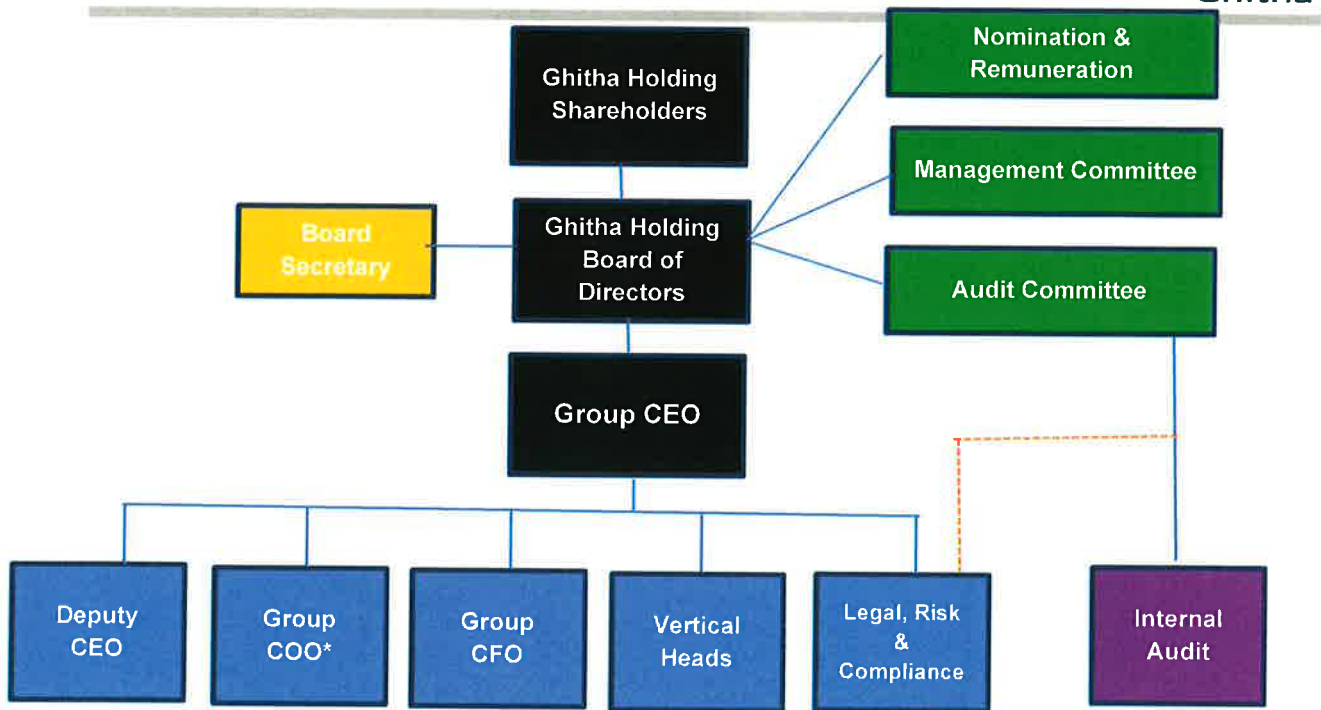 Ghitha Holding
Shareholders
Nomination &
Remuneration
Management Committee
Board
Secretary
Ghitha Holding
Board of
Directors
Audit Committee
Group CEO
Deputy
CEO
Group
COO*
Group
CFO
Vertical
Heads
Legal, Risk
&
Compliance
Internal
Audit